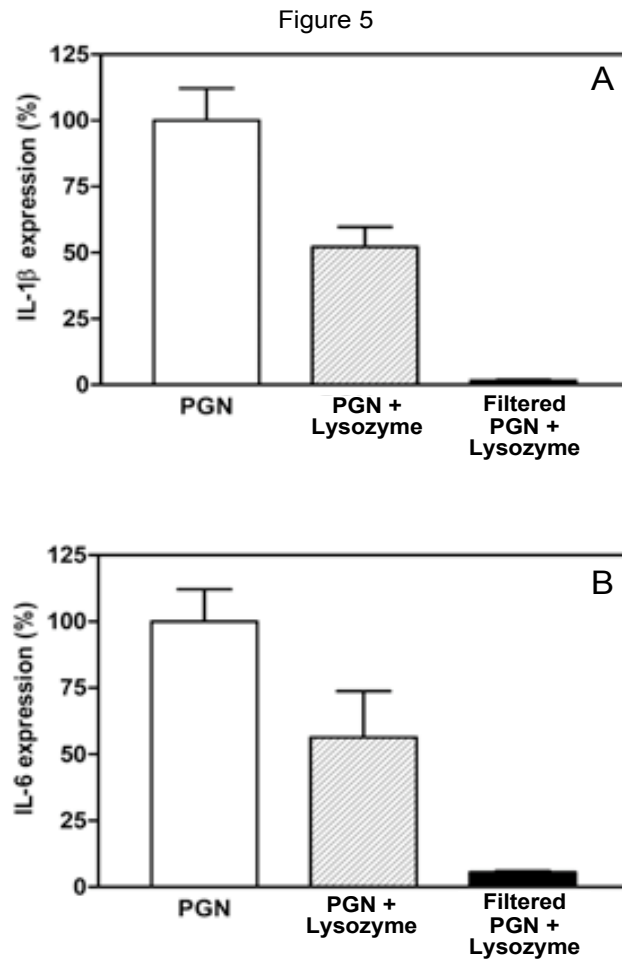 Figure 5
A
IL-1β expression (%)
125
100
75
50
25
0
PGN
PGN +
Lysozyme
Filtered
PGN +
Lysozyme
B
IL-6 expression (%)
125
100
75
50
25
0
PGN
PGN +
Lysozyme
Filtered
PGN +
Lysozyme